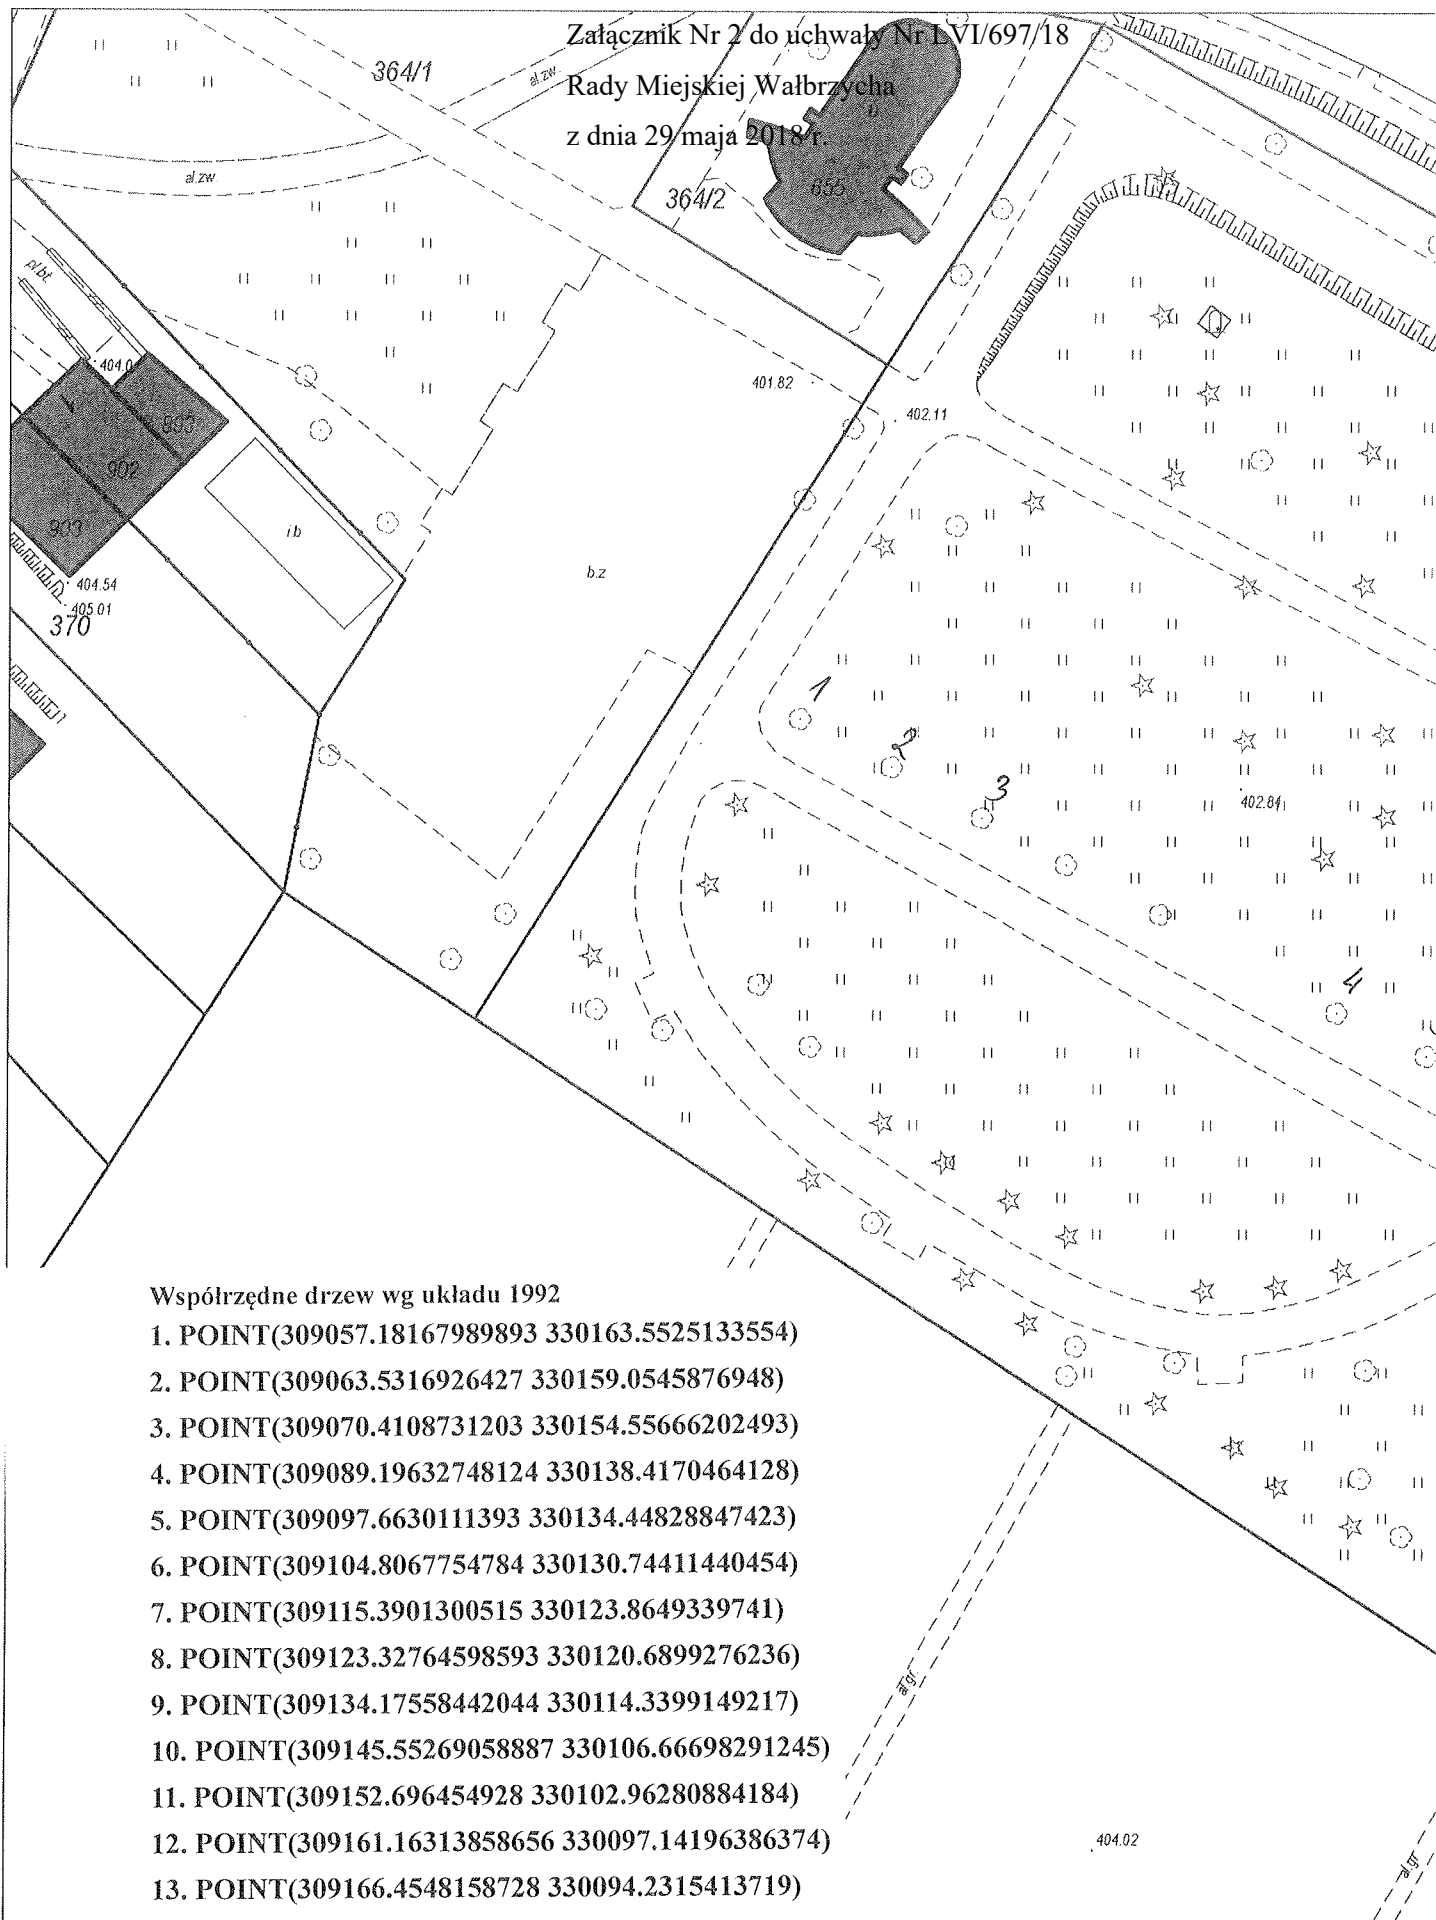 Załącznik Nr 2 do uchwały Nr LVI/697/18
Rady Miejskiej Wałbrzycha
z dnia 29 maja 2018 r.
364/1
al.zw.
al.zw.
364/2
855
pl.bt.
404.0
893
902
903
i.b
404.54
405.01
370
401.82
402.11
b.z
1
2
3
402.84
4
Współrzędne drzew wg układu 1992
1. POINT(309057.18167989893 330163.5525133554)
2. POINT(309063.5316926427 330159.0545876948)
3. POINT(309070.4108731203 330154.55666202493)
4. POINT(309089.19632748124 330138.4170464128)
5. POINT(309097.6630111393 330134.44828847423)
6. POINT(309104.8067754784 330130.74411440454)
7. POINT(309115.3901300515 330123.8649339741)
8. POINT(309123.32764598593 330120.6899276236)
9. POINT(309134.17558442044 330114.3399149217)
10. POINT(309145.55269058887 330106.66698291245)
11. POINT(309152.696454928 330102.96280884184)
12. POINT(309161.16313858656 330097.14196386374)
13. POINT(309166.4548158728 330094.2315413719)
al.gr.
404.02
al.gr.